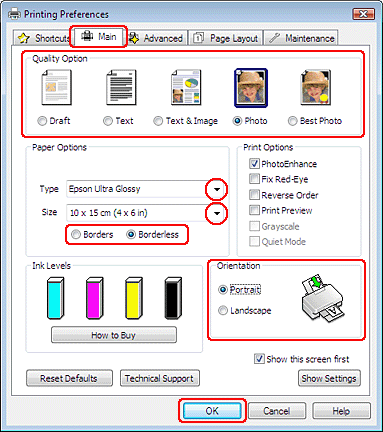 Printing Preferences
Shortcuts Main Advanced Page Layout Maintenance
Quality Option
Draft Text Text & Image Photo Best Photo
Paper Options
Type Epson Ultra Glossy
Size 10 x 15 cm (4 x 6 in)
Borders Borderless
Print Options
PhotoEnhance
Fix Red-Eye
Reverse Order
Print Preview
Grayscale
Quiet Mode
Ink Levels
How to Buy
Orientation
Portrait
Landscape
Show this screen first
Reset Defaults Technical Support Show Settings
OK Cancel Help